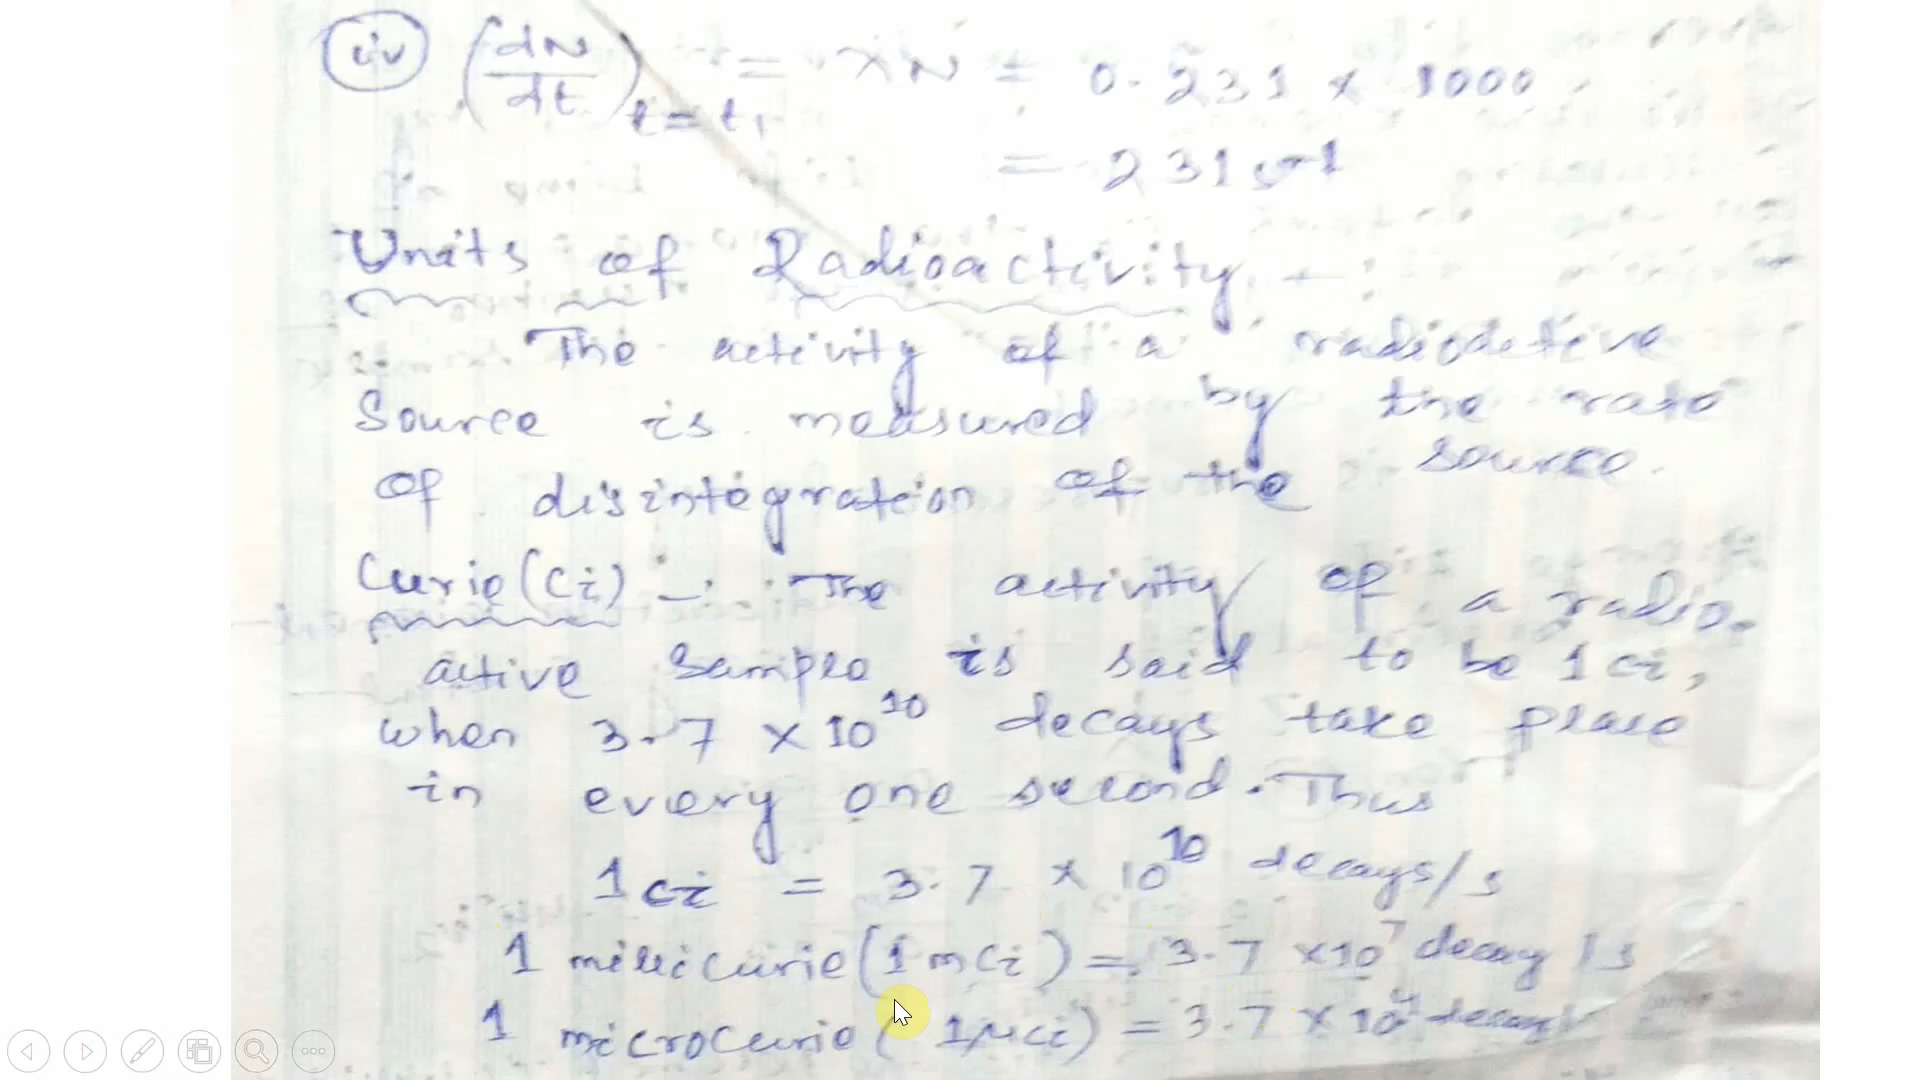 iv (dN/dt)t=t1 = λN = 0.231 x 1000
= 231 s-1
Units of Radioactivity -:
The activity of a radioactive
Source is measured by the rate
of disintegration of the source.
Curie(Ci) -: The activity of a radio-
active sample is said to be 1 ci,
when 3.7 x 10^10 decays take place
in every one second. Thus
1 ci = 3.7 x 10^10 decays/s
1 millicurie (1 mCi) = 3.7 x 10^7 decay/s
1 microcurie (1 μci) = 3.7 x 10^4 decay/